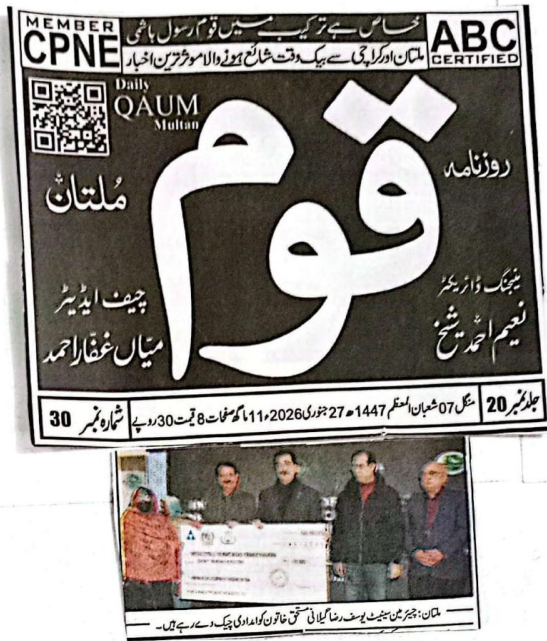 MEMBER
CPNE
خاص ہے ترکیب میں قوم رسول ہاشمی
ملتان اور کراچی سے بیک وقت شائع ہونے والا موثر ترین اخبار
ABC
CERTIFIED
Daily
QAUM
Multan
روزنامہ
قوم
مُلتان
منیجنگ ڈائریکٹر
نعیم احمد شیخ
چیف ایڈیٹر
میاں غفار احمد
جلد نمبر 20
منگل 07 شعبان المعظم 1447ھ 27 جنوری 2026ء 11 ماگھ صفحات 8 قیمت 30 روپے
شمارہ نمبر 30
ملتان: چیئرمین سینیٹ یوسف رضا گیلانی مستحق خاتون کو امدادی چیک دے رہے ہیں۔